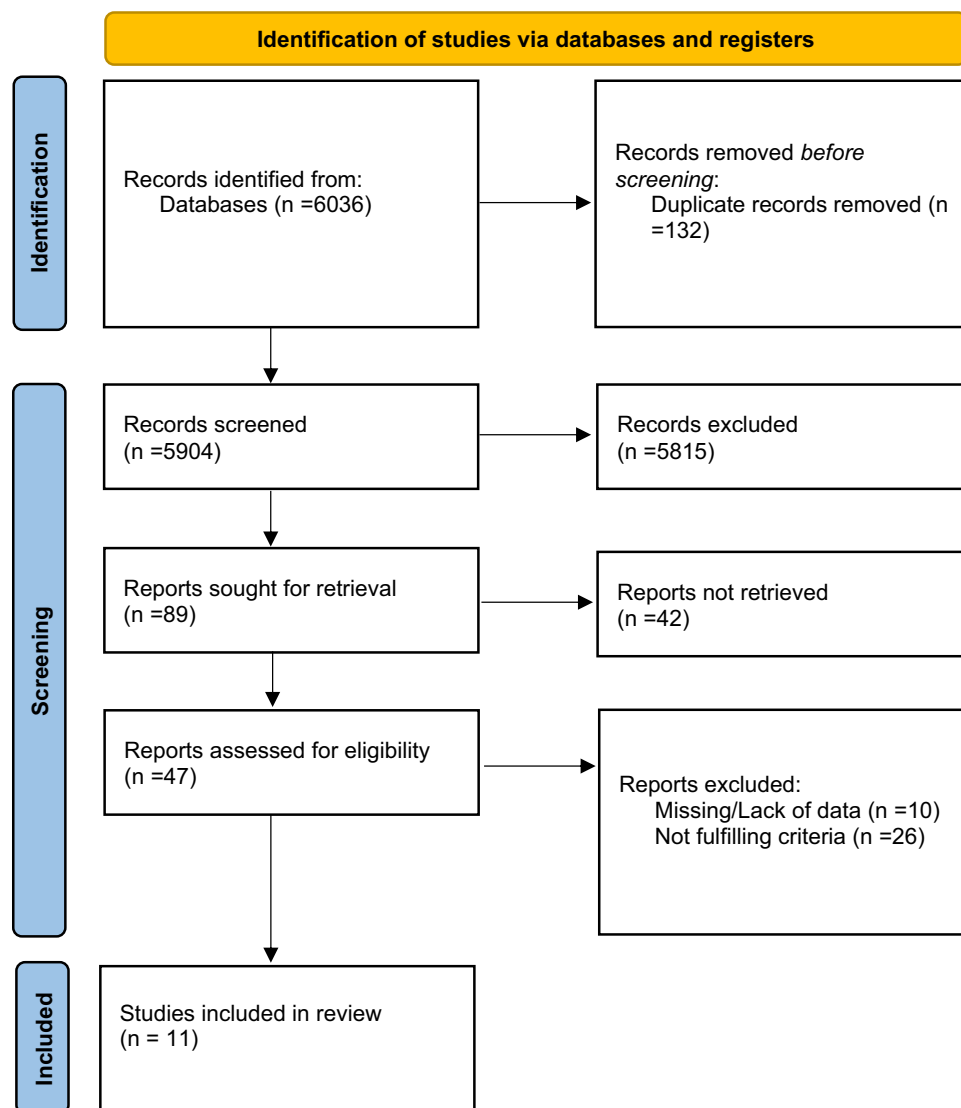 Identification of studies via databases and registers
Identification
Records identified from:
Databases (n =6036)
Records removed before
screening:
Duplicate records removed (n
=132)
Screening
Records screened
(n =5904)
Records excluded
(n =5815)
Reports sought for retrieval
(n =89)
Reports not retrieved
(n =42)
Reports assessed for eligibility
(n =47)
Reports excluded:
Missing/Lack of data (n =10)
Not fulfilling criteria (n =26)
Included
Studies included in review
(n = 11)